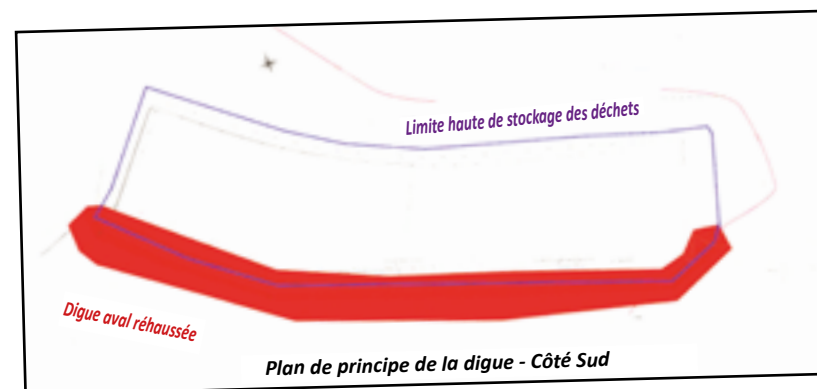 Limite haute de stockage des déchets
Digue aval réhaussée
Plan de principe de la digue - Côté Sud